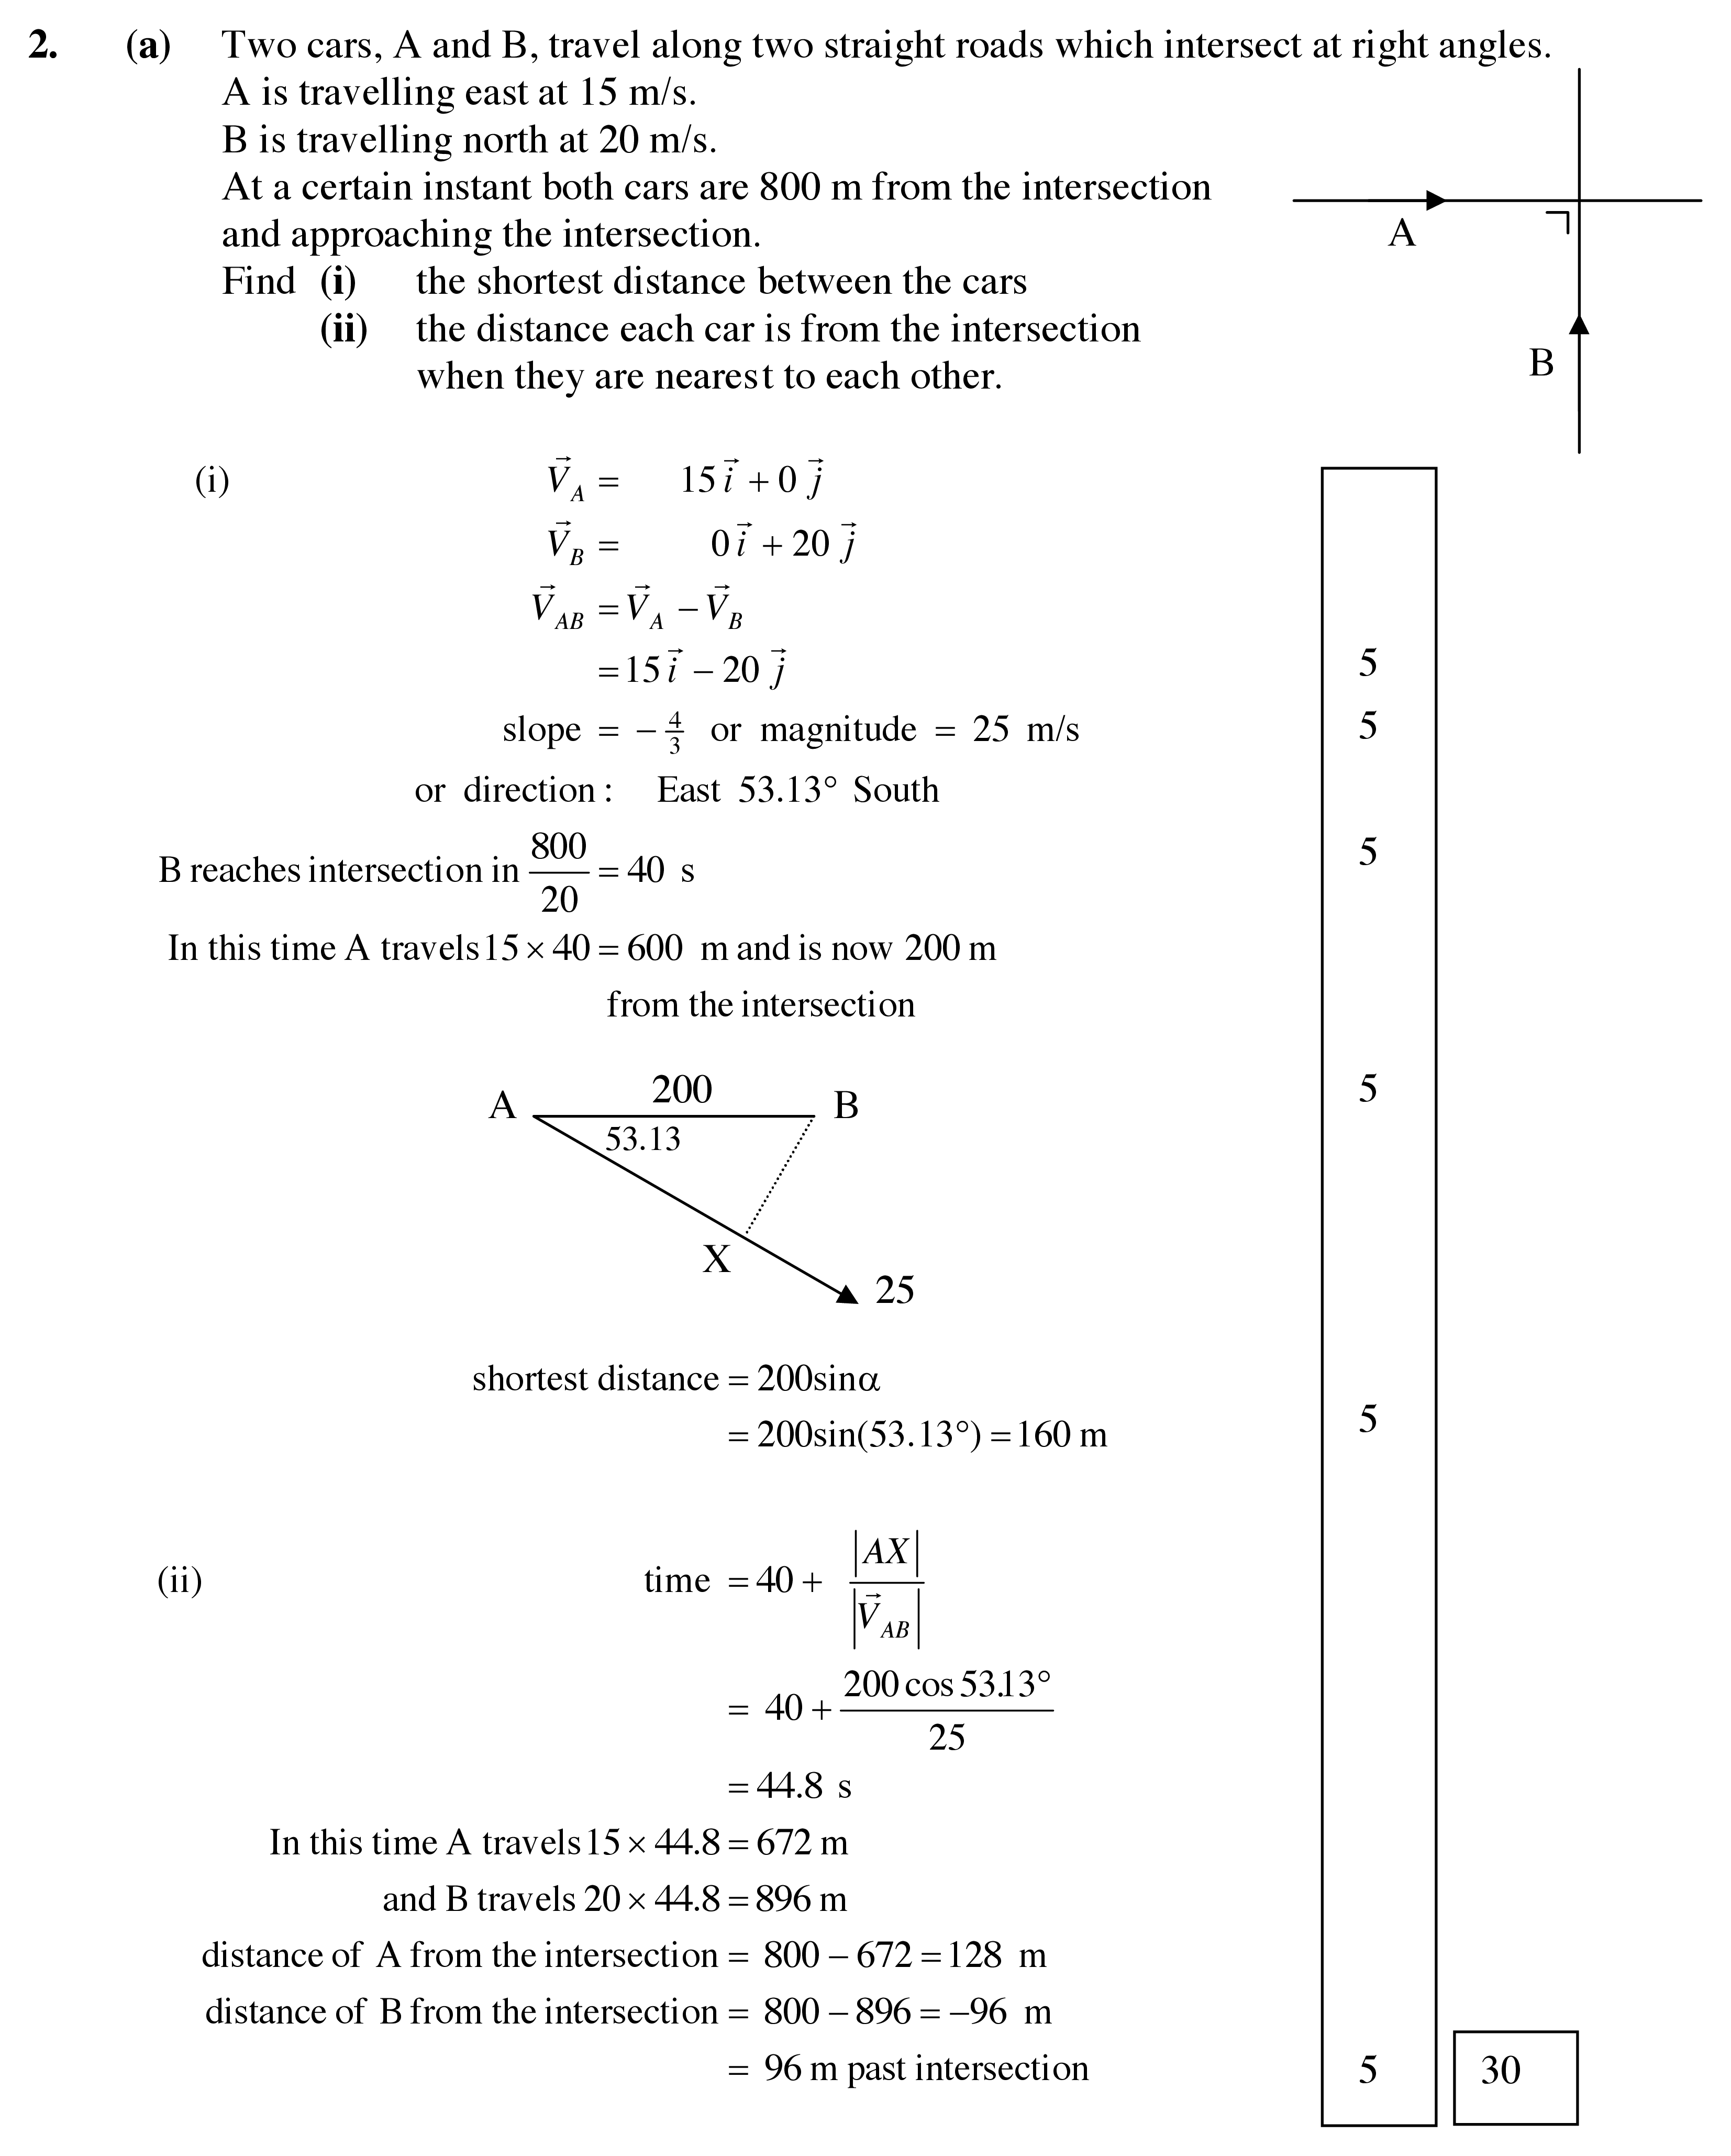 2. (a) Two cars, A and B, travel along two straight roads which intersect at right angles.
A is travelling east at 15 m/s.
B is travelling north at 20 m/s.
At a certain instant both cars are 800 m from the intersection
and approaching the intersection.
Find (i) the shortest distance between the cars
(ii) the distance each car is from the intersection
when they are nearest to each other.
A
B
(i) $\vec{V}_A = 15\vec{i} + 0\vec{j}$
$\vec{V}_B = 0\vec{i} + 20\vec{j}$
$\vec{V}_{AB} = \vec{V}_A - \vec{V}_B$
$= 15\vec{i} - 20\vec{j}$ 5
slope $= -\frac{4}{3}$ or magnitude = 25 m/s 5
or direction : East 53.13° South
B reaches intersection in $\frac{800}{20} = 40$ s 5
In this time A travels 15 × 40 = 600 m and is now 200 m
from the intersection
200 5
A B
53.13
X
25
shortest distance = 200sinα
= 200sin(53.13°) = 160 m 5
(ii) time $= 40 + \frac{|AX|}{|\vec{V}_{AB}|}$
$= 40 + \frac{200 \cos 53.13°}{25}$
= 44.8 s
In this time A travels 15 × 44.8 = 672 m
and B travels 20 × 44.8 = 896 m
distance of A from the intersection = 800 − 672 = 128 m
distance of B from the intersection = 800 − 896 = −96 m
= 96 m past intersection 5 30